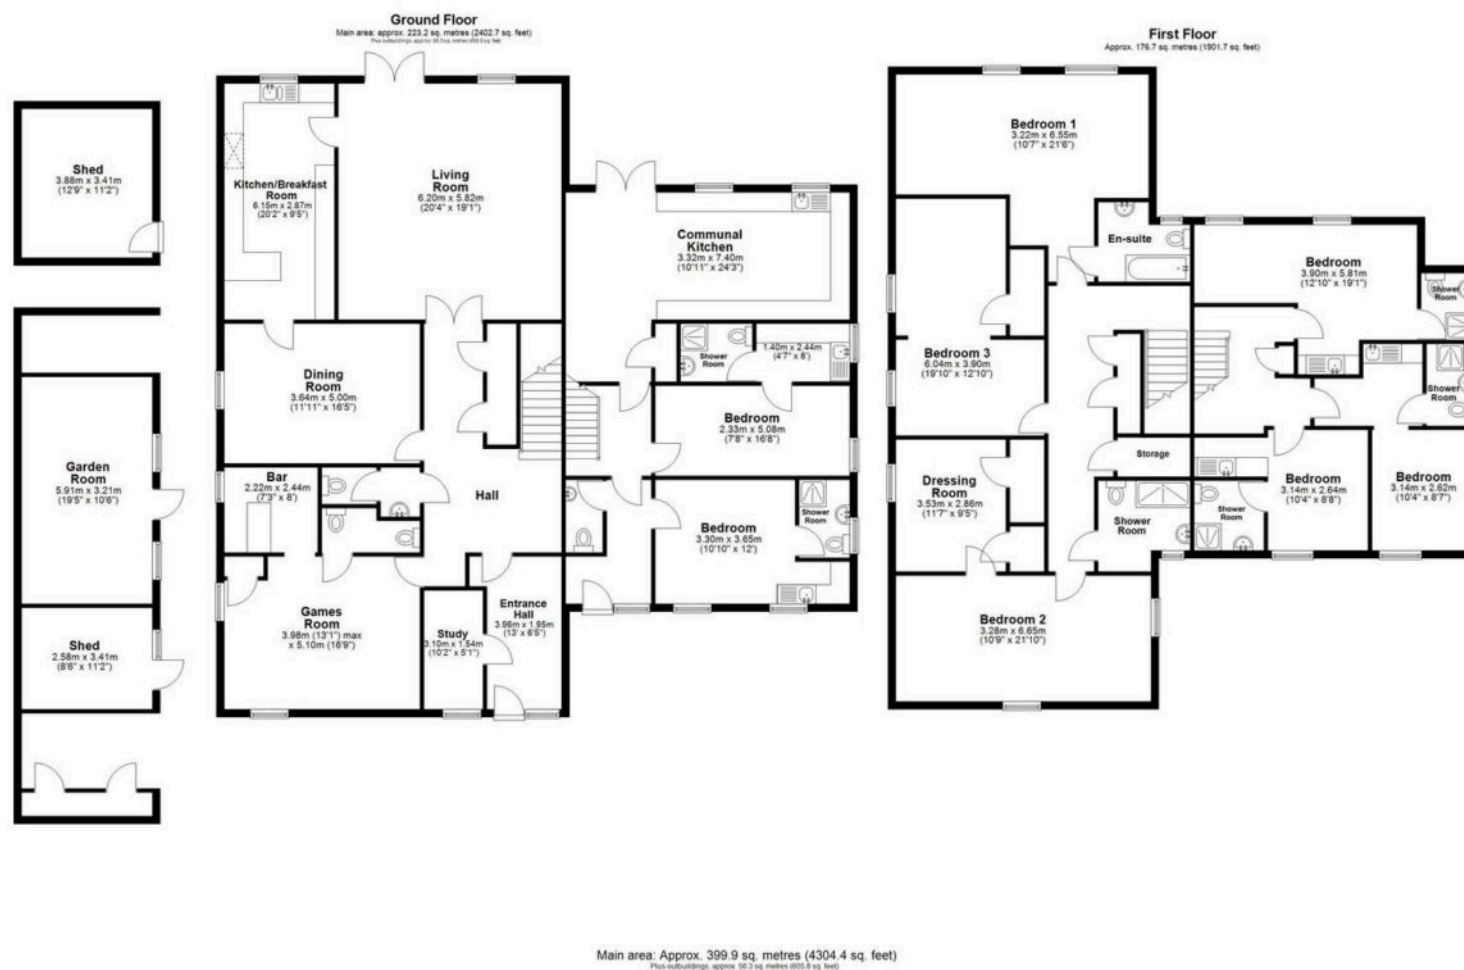 Ground Floor
Main area: approx. 223.2 sq. metres (2402.7 sq. feet)
First Floor
Approx. 176.7 sq. metres (1901.7 sq. feet)
Shed
3.88m x 3.41m
(12'9" x 11'2")
Garden
Room
5.91m x 3.21m
(19'5" x 10'6")
Shed
2.58m x 3.41m
(8'6" x 11'2")
Kitchen/Breakfast
Room
6.15m x 2.87m
(20'2" x 9'5")
Living
Room
6.20m x 5.82m
(20'4" x 19'1")
Communal
Kitchen
3.32m x 7.40m
(10'11" x 24'3")
Dining
Room
3.64m x 5.00m
(11'11" x 16'5")
Shower
Room
1.40m x 2.44m
(4'7" x 8')
Bedroom
2.33m x 5.08m
(7'8" x 16'8")
Bar
2.22m x 2.44m
(7'3" x 8')
Hall
Bedroom
3.30m x 3.65m
(10'10" x 12')
Shower
Room
Games
Room
3.98m (13'1") max
x 5.10m (16'9")
Study
3.10m x 1.54m
(10'2" x 5'1")
Entrance
Hall
3.96m x 1.95m
(13' x 6'5")
Bedroom 1
3.22m x 6.55m
(10'7" x 21'6")
En-suite
Bedroom
3.90m x 5.81m
(12'10" x 19'1")
Shower
Room
Bedroom 3
6.04m x 3.90m
(19'10" x 12'10")
Shower
Room
Storage
Dressing
Room
3.53m x 2.86m
(11'7" x 9'5")
Shower
Room
Shower
Room
Bedroom
3.14m x 2.64m
(10'4" x 8'8")
Bedroom
3.14m x 2.62m
(10'4" x 8'7")
Bedroom 2
3.28m x 6.65m
(10'9" x 21'10")
Main area: Approx. 399.9 sq. metres (4304.4 sq. feet)
Plus outbuildings, approx. 56.3 sq. metres (605.8 sq. feet)